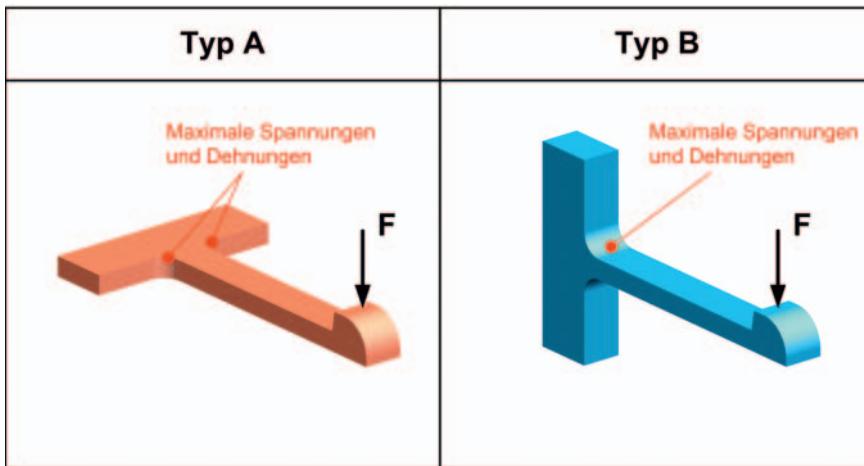 Typ A
Typ B
Maximale Spannungen
und Dehnungen
F
Maximale Spannungen
und Dehnungen
F